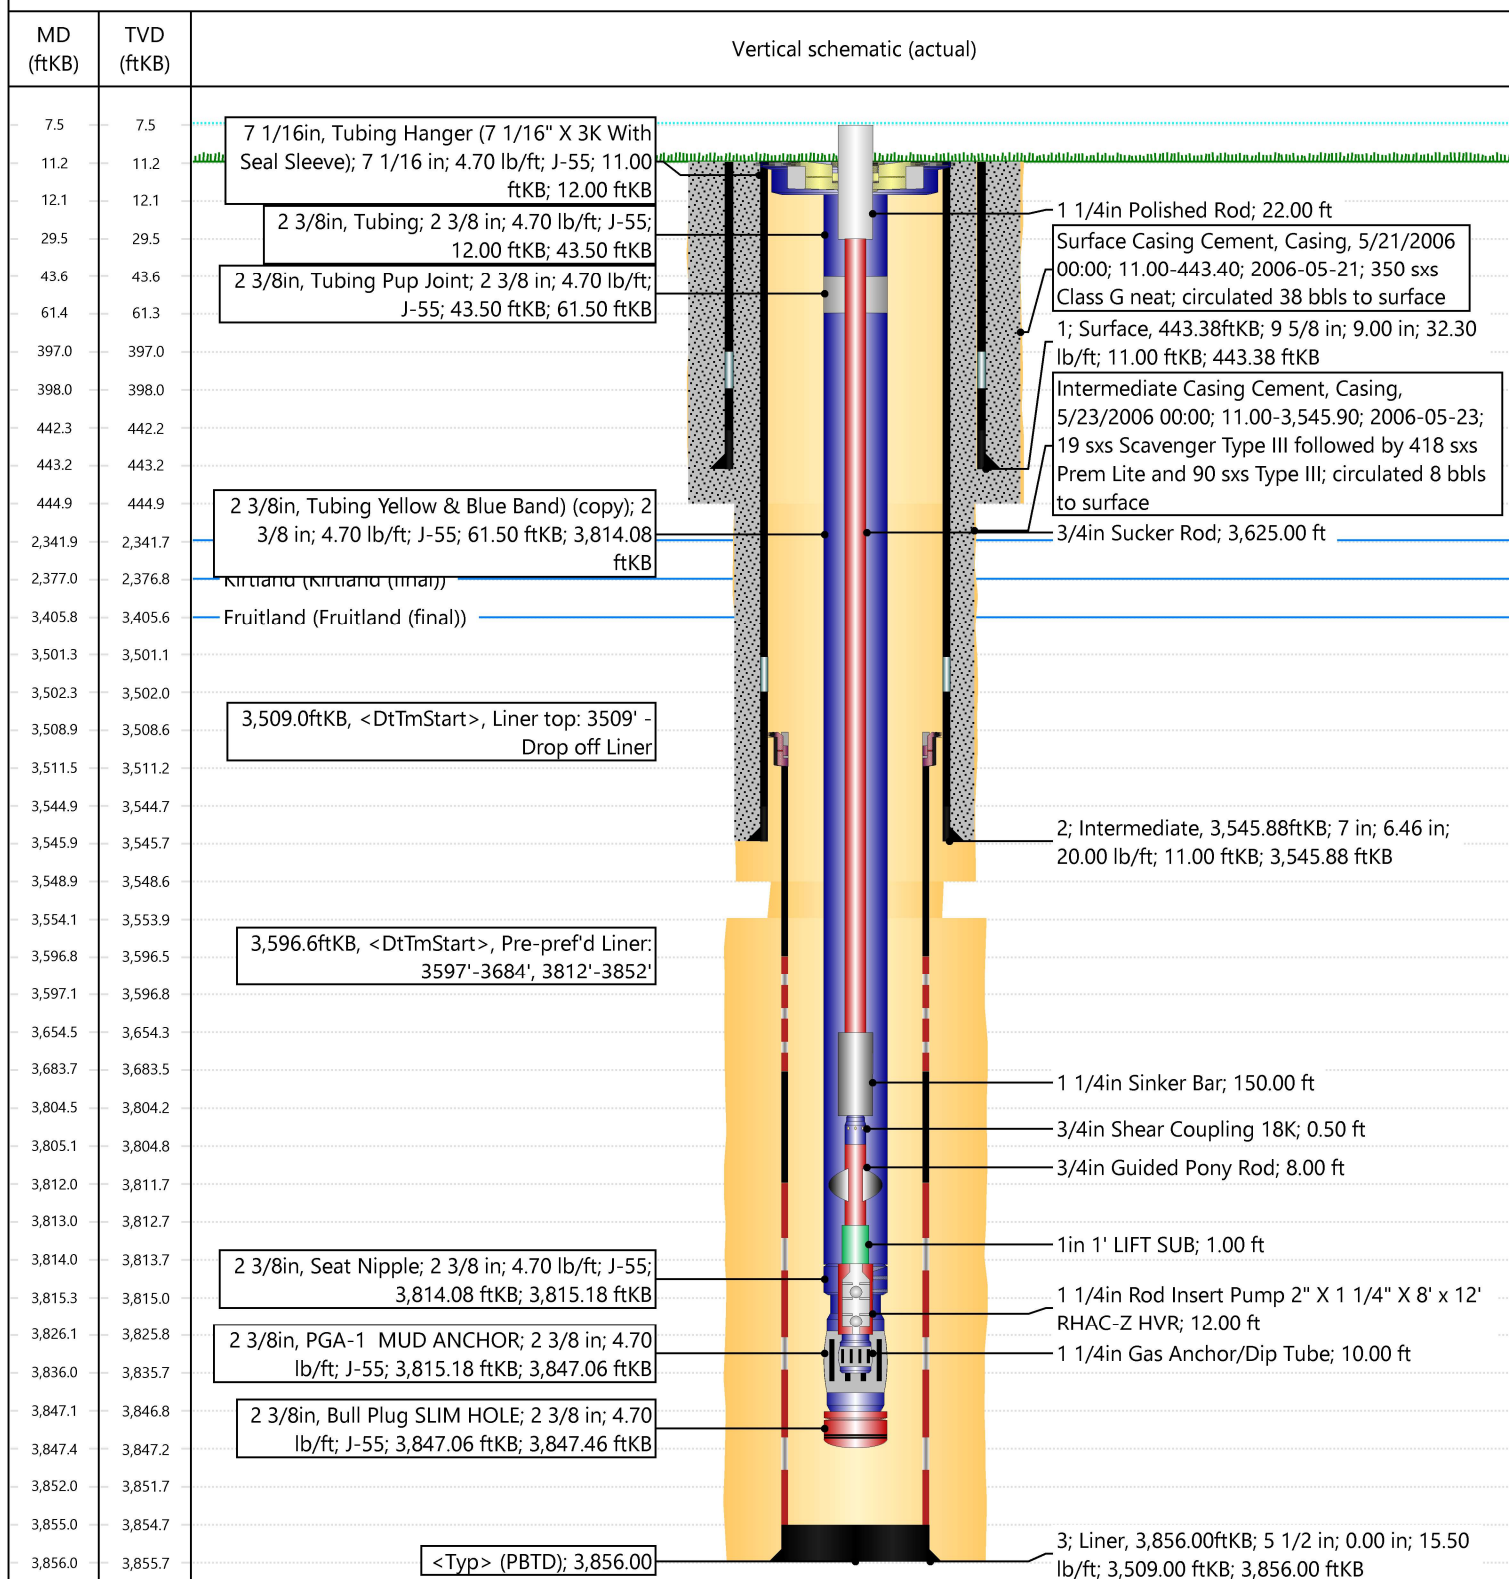 MD
(ftKB)
TVD
(ftKB)
Vertical schematic (actual)
7.5 7.5
11.2 11.2
12.1 12.1
29.5 29.5
43.6 43.6
61.4 61.3
397.0 397.0
398.0 398.0
442.3 442.2
443.2 443.2
444.9 444.9
2,341.9 2,341.7
2,377.0 2,376.8
3,405.8 3,405.6
3,501.3 3,501.1
3,502.3 3,502.0
3,508.9 3,508.6
3,511.5 3,511.2
3,544.9 3,544.7
3,545.9 3,545.7
3,548.9 3,548.6
3,554.1 3,553.9
3,596.8 3,596.5
3,597.1 3,596.8
3,654.5 3,654.3
3,683.7 3,683.5
3,804.5 3,804.2
3,805.1 3,804.8
3,812.0 3,811.7
3,813.0 3,812.7
3,814.0 3,813.7
3,815.3 3,815.0
3,826.1 3,825.8
3,836.0 3,835.7
3,847.1 3,846.8
3,847.4 3,847.2
3,852.0 3,851.7
3,855.0 3,854.7
3,856.0 3,855.7
7 1/16in, Tubing Hanger (7 1/16" X 3K With
Seal Sleeve); 7 1/16 in; 4.70 lb/ft; J-55; 11.00
ftKB; 12.00 ftKB
2 3/8in, Tubing; 2 3/8 in; 4.70 lb/ft; J-55;
12.00 ftKB; 43.50 ftKB
2 3/8in, Tubing Pup Joint; 2 3/8 in; 4.70 lb/ft;
J-55; 43.50 ftKB; 61.50 ftKB
2 3/8in, Tubing Yellow & Blue Band) (copy); 2
3/8 in; 4.70 lb/ft; J-55; 61.50 ftKB; 3,814.08
ftKB
Kirtland (Kirtland (final))
Fruitland (Fruitland (final))
3,509.0ftKB, <DtTmStart>, Liner top: 3509' -
Drop off Liner
3,596.6ftKB, <DtTmStart>, Pre-pref'd Liner:
3597'-3684', 3812'-3852'
2 3/8in, Seat Nipple; 2 3/8 in; 4.70 lb/ft; J-55;
3,814.08 ftKB; 3,815.18 ftKB
2 3/8in, PGA-1 MUD ANCHOR; 2 3/8 in; 4.70
lb/ft; J-55; 3,815.18 ftKB; 3,847.06 ftKB
2 3/8in, Bull Plug SLIM HOLE; 2 3/8 in; 4.70
lb/ft; J-55; 3,847.06 ftKB; 3,847.46 ftKB
<Typ> (PBTD); 3,856.00
1 1/4in Polished Rod; 22.00 ft
Surface Casing Cement, Casing, 5/21/2006
00:00; 11.00-443.40; 2006-05-21; 350 sxs
Class G neat; circulated 38 bbls to surface
1; Surface, 443.38ftKB; 9 5/8 in; 9.00 in; 32.30
lb/ft; 11.00 ftKB; 443.38 ftKB
Intermediate Casing Cement, Casing,
5/23/2006 00:00; 11.00-3,545.90; 2006-05-23;
19 sxs Scavenger Type III followed by 418 sxs
Prem Lite and 90 sxs Type III; circulated 8 bbls
to surface
3/4in Sucker Rod; 3,625.00 ft
2; Intermediate, 3,545.88ftKB; 7 in; 6.46 in;
20.00 lb/ft; 11.00 ftKB; 3,545.88 ftKB
1 1/4in Sinker Bar; 150.00 ft
3/4in Shear Coupling 18K; 0.50 ft
3/4in Guided Pony Rod; 8.00 ft
1in 1' LIFT SUB; 1.00 ft
1 1/4in Rod Insert Pump 2" X 1 1/4" X 8' x 12'
RHAC-Z HVR; 12.00 ft
1 1/4in Gas Anchor/Dip Tube; 10.00 ft
3; Liner, 3,856.00ftKB; 5 1/2 in; 0.00 in; 15.50
lb/ft; 3,509.00 ftKB; 3,856.00 ftKB